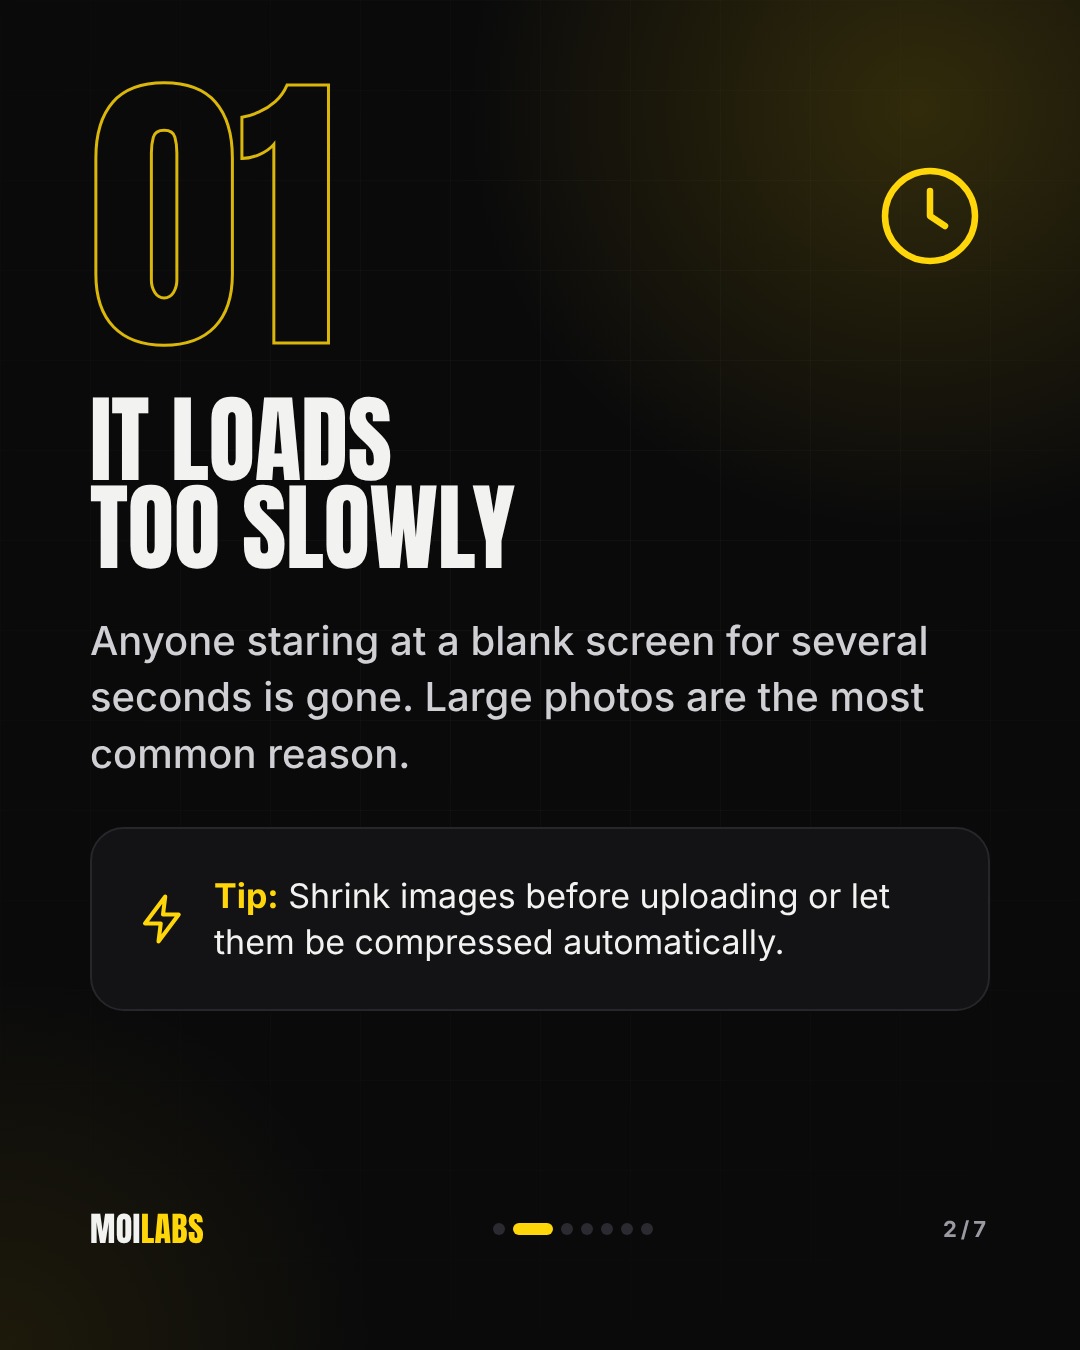 01
IT LOADS
TOO SLOWLY
Anyone staring at a blank screen for several
seconds is gone. Large photos are the most
common reason.
Tip: Shrink images before uploading or let
them be compressed automatically.
MOILABS
2/7